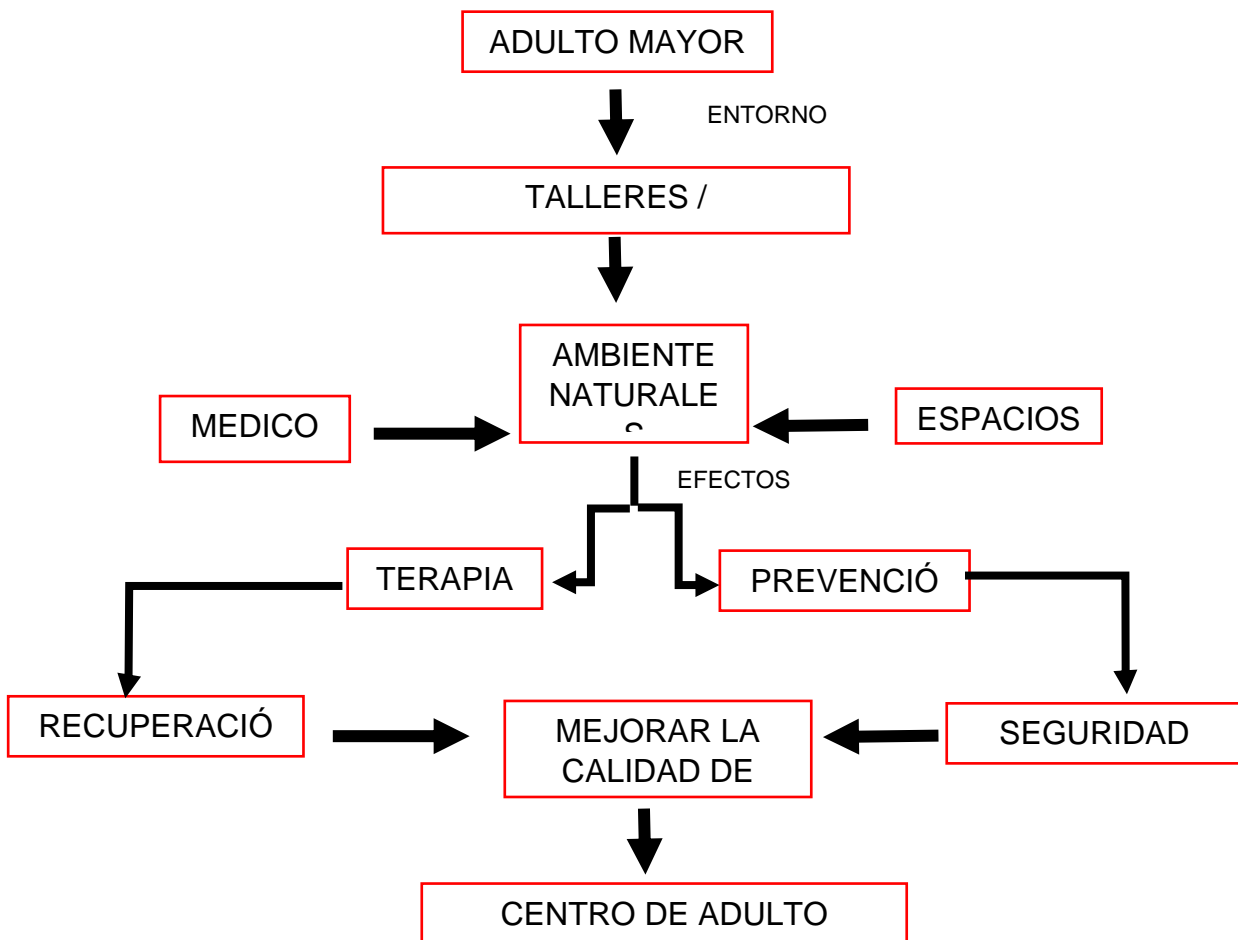 ADULTO MAYOR
ENTORNO
TALLERES /
AMBIENTE
NATURALE
S
MEDICO
ESPACIOS
EFECTOS
TERAPIA
PREVENCIÓ
RECUPERACIÓ
MEJORAR LA
CALIDAD DE
SEGURIDAD
CENTRO DE ADULTO